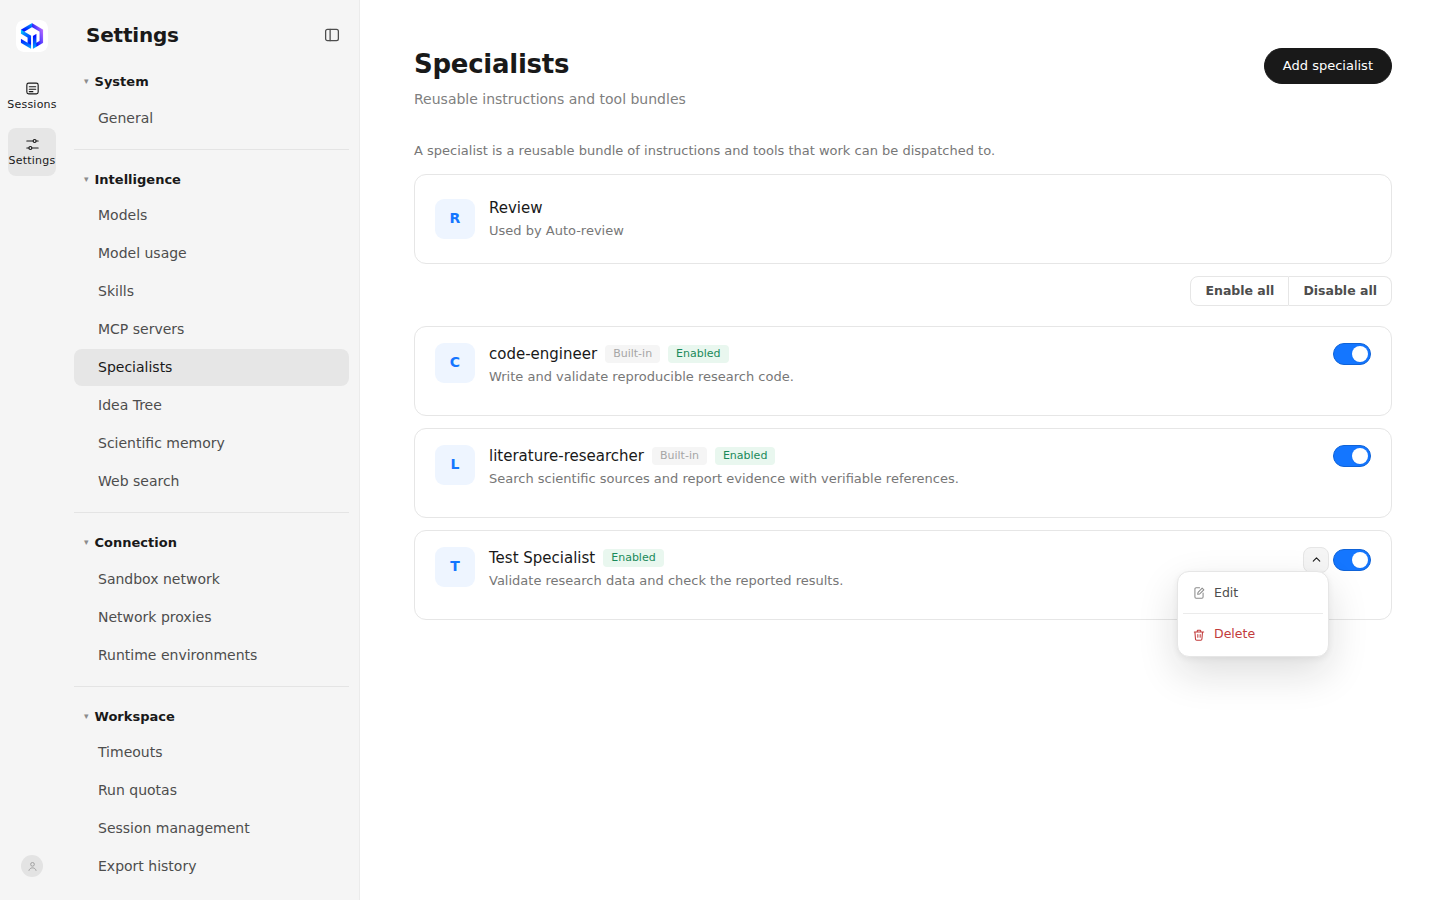 Settings
Sessions
Settings
System
General
Intelligence
Models
Model usage
Skills
MCP servers
Specialists
Idea Tree
Scientific memory
Web search
Connection
Sandbox network
Network proxies
Runtime environments
Workspace
Timeouts
Run quotas
Session management
Export history
Specialists
Add specialist
Reusable instructions and tool bundles
A specialist is a reusable bundle of instructions and tools that work can be dispatched to.
R
Review
Used by Auto-review
Enable all
Disable all
C
code-engineer Built-in Enabled
Write and validate reproducible research code.
L
literature-researcher Built-in Enabled
Search scientific sources and report evidence with verifiable references.
T
Test Specialist Enabled
Validate research data and check the reported results.
Edit
Delete